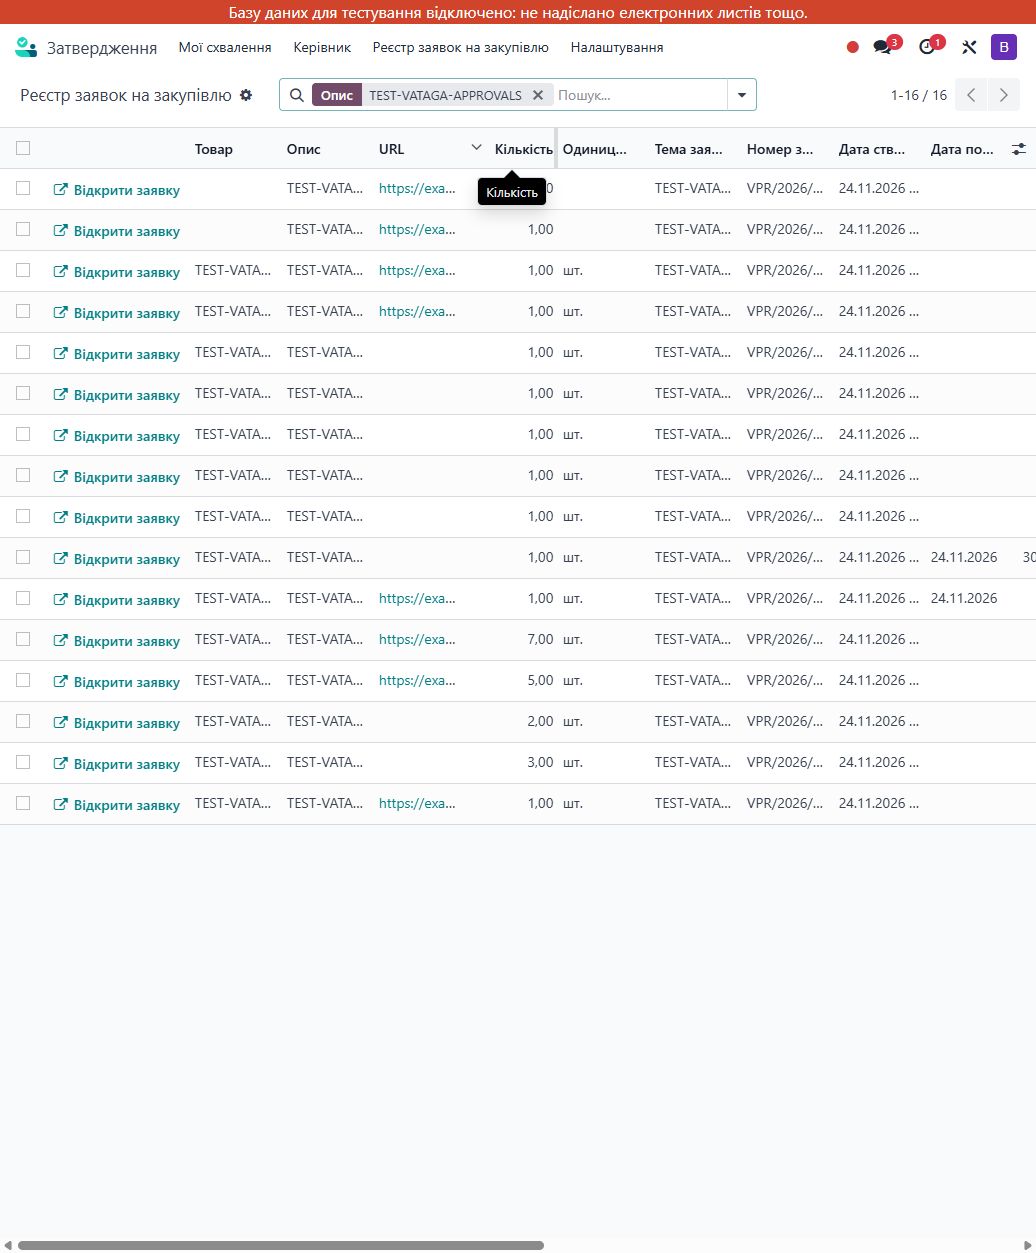 Базу даних для тестування відключено: не надіслано електронних листів тощо.
Затвердження Мої схвалення Керівник Реєстр заявок на закупівлю Налаштування 3 1 В
Реєстр заявок на закупівлю Опис TEST-VATAGA-APPROVALS Пошук... 1-16 / 16
Товар Опис URL Кількість Одиниц... Тема зая... Номер з... Дата ств... Дата по...
Відкрити заявку TEST-VATA... https://exa... 0 TEST-VATA... VPR/2026/... 24.11.2026 ...
Кількість
Відкрити заявку TEST-VATA... https://exa... 1,00 TEST-VATA... VPR/2026/... 24.11.2026 ...
Відкрити заявку TEST-VATA... TEST-VATA... https://exa... 1,00 шт. TEST-VATA... VPR/2026/... 24.11.2026 ...
Відкрити заявку TEST-VATA... TEST-VATA... https://exa... 1,00 шт. TEST-VATA... VPR/2026/... 24.11.2026 ...
Відкрити заявку TEST-VATA... TEST-VATA... 1,00 шт. TEST-VATA... VPR/2026/... 24.11.2026 ...
Відкрити заявку TEST-VATA... TEST-VATA... 1,00 шт. TEST-VATA... VPR/2026/... 24.11.2026 ...
Відкрити заявку TEST-VATA... TEST-VATA... 1,00 шт. TEST-VATA... VPR/2026/... 24.11.2026 ...
Відкрити заявку TEST-VATA... TEST-VATA... 1,00 шт. TEST-VATA... VPR/2026/... 24.11.2026 ...
Відкрити заявку TEST-VATA... TEST-VATA... 1,00 шт. TEST-VATA... VPR/2026/... 24.11.2026 ...
Відкрити заявку TEST-VATA... TEST-VATA... 1,00 шт. TEST-VATA... VPR/2026/... 24.11.2026 ... 24.11.2026 30
Відкрити заявку TEST-VATA... TEST-VATA... https://exa... 1,00 шт. TEST-VATA... VPR/2026/... 24.11.2026 ... 24.11.2026
Відкрити заявку TEST-VATA... TEST-VATA... https://exa... 7,00 шт. TEST-VATA... VPR/2026/... 24.11.2026 ...
Відкрити заявку TEST-VATA... TEST-VATA... https://exa... 5,00 шт. TEST-VATA... VPR/2026/... 24.11.2026 ...
Відкрити заявку TEST-VATA... TEST-VATA... 2,00 шт. TEST-VATA... VPR/2026/... 24.11.2026 ...
Відкрити заявку TEST-VATA... TEST-VATA... 3,00 шт. TEST-VATA... VPR/2026/... 24.11.2026 ...
Відкрити заявку TEST-VATA... TEST-VATA... https://exa... 1,00 шт. TEST-VATA... VPR/2026/... 24.11.2026 ...